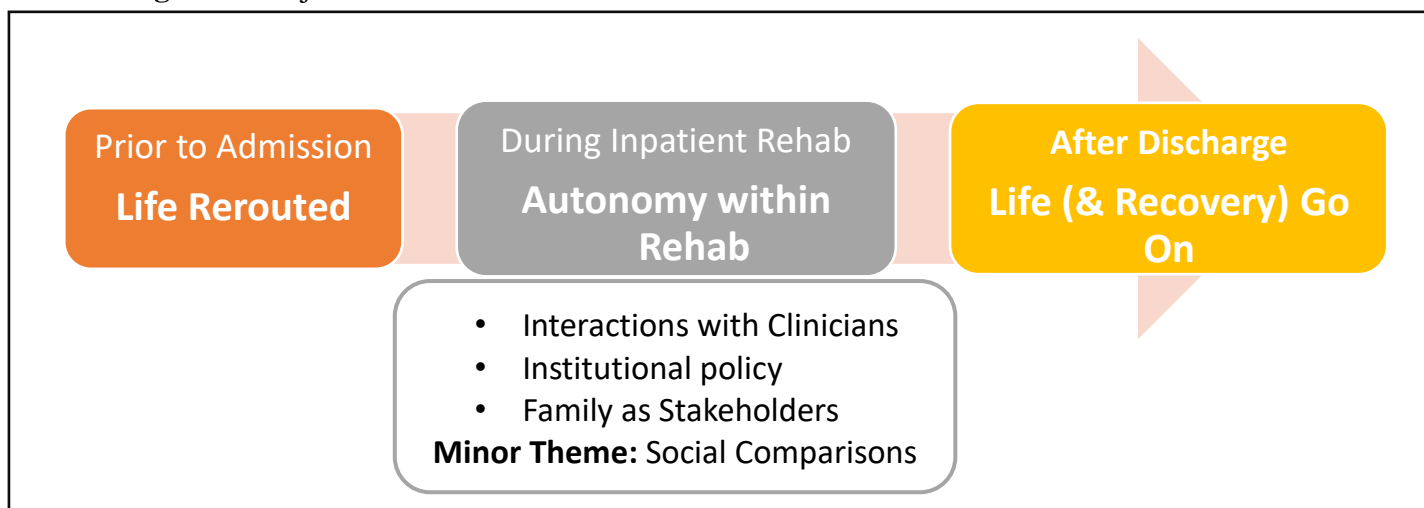 Prior to Admission
Life Rerouted
During Inpatient Rehab
Autonomy within
Rehab
After Discharge
Life (& Recovery) Go
On
• Interactions with Clinicians
• Institutional policy
• Family as Stakeholders
Minor Theme: Social Comparisons